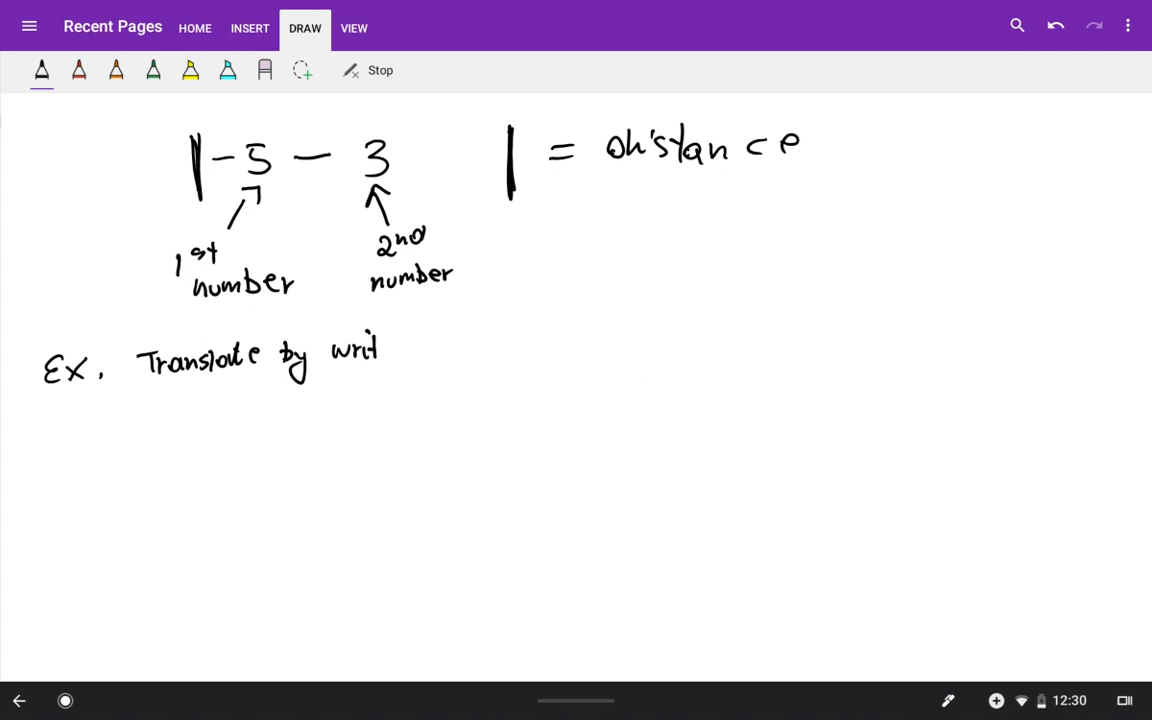 Recent Pages HOME INSERT DRAW VIEW
Stop
|-5 - 3 | = distance
1st number
2nd number
Ex. Translate by writ
12:30